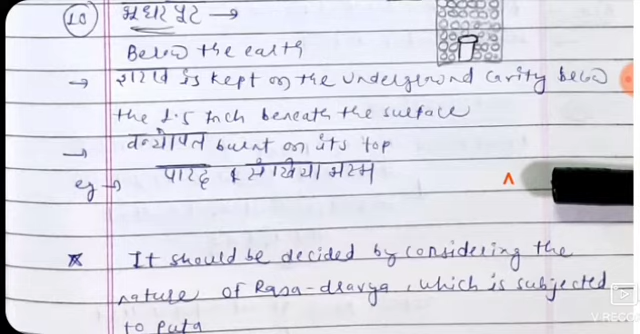 10 भूधर पुट →
Below the earth
→ शराव is kept on the underground cavity below
the 1.5 Inch beneath the surface
→ वन्योपल burnt on its top
eg → पारद & संखिया भस्म
* It should be decided by considering the
nature of Rasa-dravya, which is subjected
to Puta
V RECO